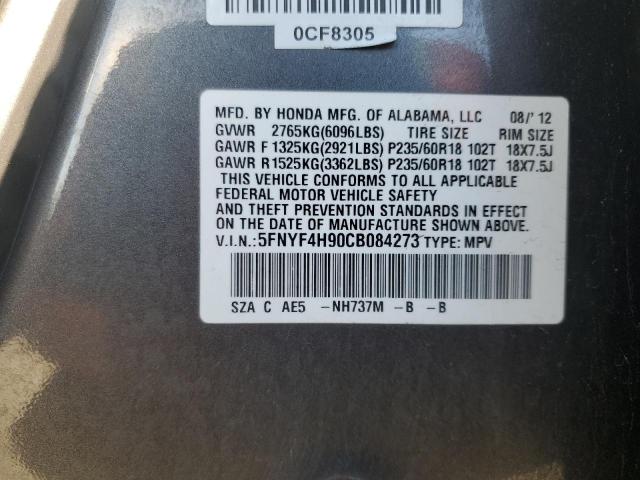 0CF8305
MFD. BY HONDA MFG. OF ALABAMA, LLC 08/'12
GVWR 2765KG(6096LBS) TIRE SIZE RIM SIZE
GAWR F 1325KG(2921LBS) P235/60R18 102T 18X7.5J
GAWR R 1525KG(3362LBS) P235/60R18 102T 18X7.5J
THIS VEHICLE CONFORMS TO ALL APPLICABLE
FEDERAL MOTOR VEHICLE SAFETY
AND THEFT PREVENTION STANDARDS IN EFFECT
ON THE DATE OF MANUFACTURE SHOWN ABOVE.
V.I.N.: 5FNYF4H90CB084273 TYPE: MPV
SZA C AE5 -NH737M -B -B